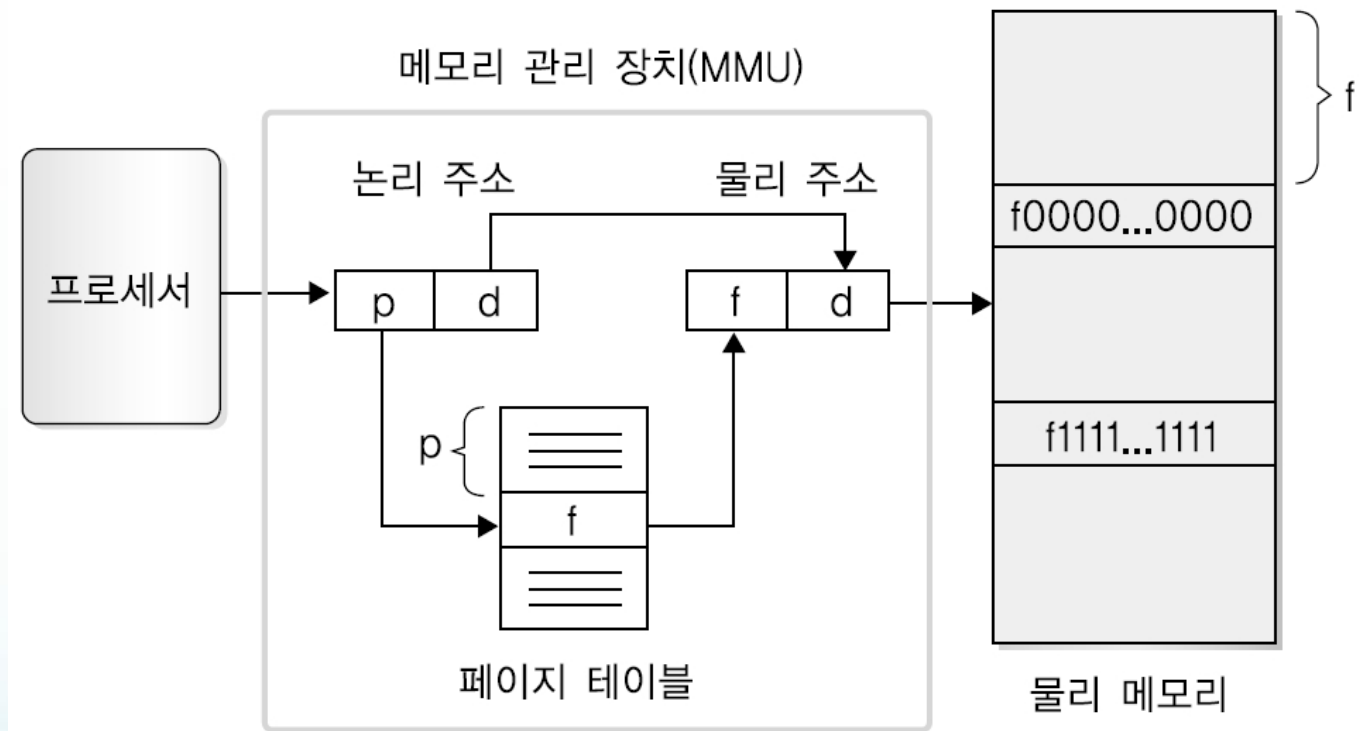 메모리 관리 장치(MMU)
f
논리 주소
물리 주소
f0000...0000
프로세서
p d
f d
p
f
f1111...1111
페이지 테이블
물리 메모리